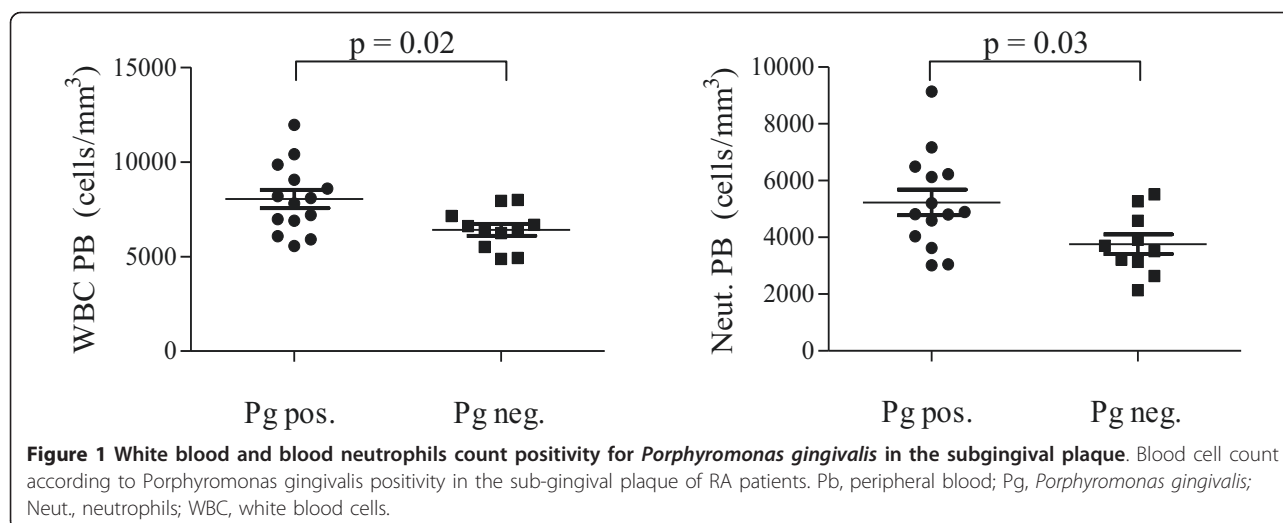 p = 0.02
15000
10000
5000
0
WBC PB (cells/mm³)
Pg pos. Pg neg.
p = 0.03
10000
8000
6000
4000
2000
0
Neut. PB (cells/mm³)
Pg pos. Pg neg.
Figure 1 White blood and blood neutrophils count positivity for Porphyromonas gingivalis in the subgingival plaque. Blood cell count
according to Porphyromonas gingivalis positivity in the sub-gingival plaque of RA patients. Pb, peripheral blood; Pg, Porphyromonas gingivalis;
Neut., neutrophils; WBC, white blood cells.